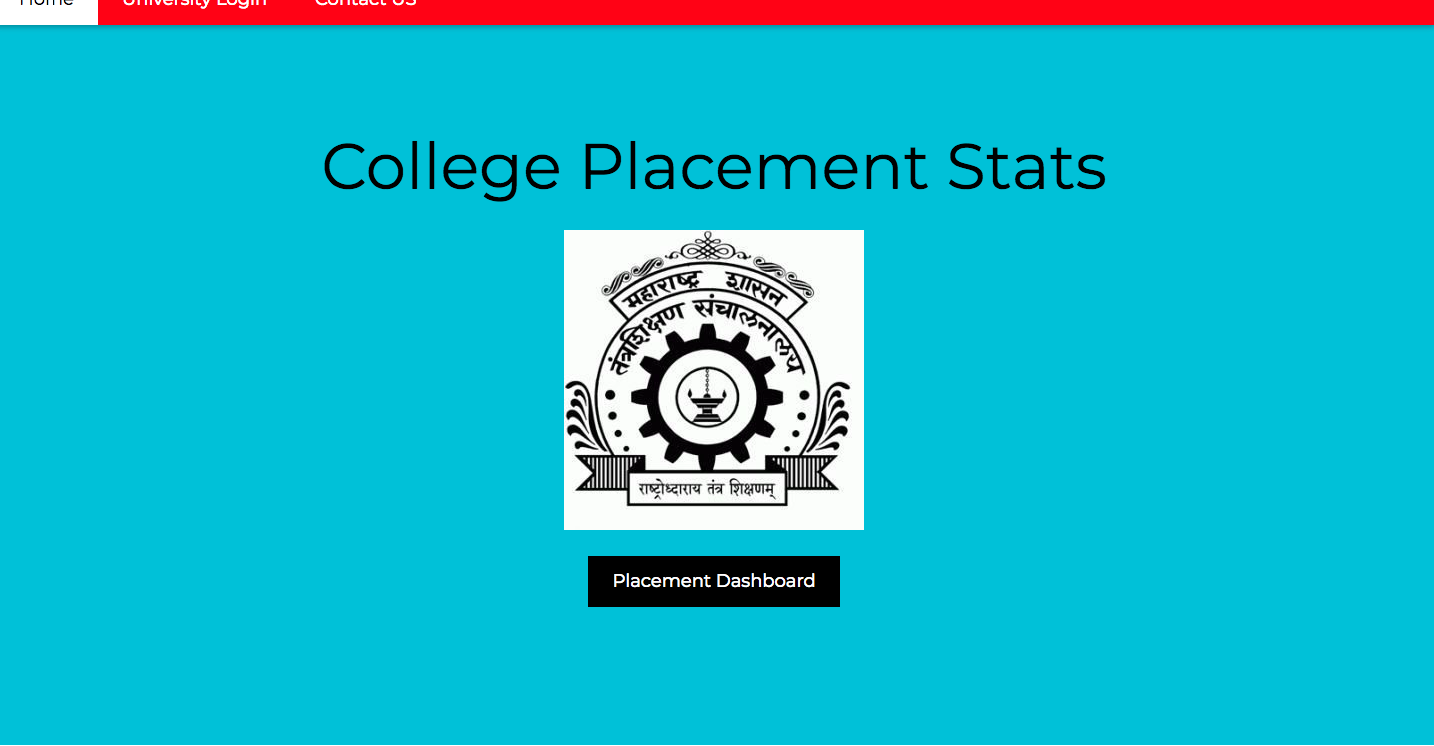 Home University Login Contact US
College Placement Stats
महाराष्ट्र शासन
तंत्रशिक्षण संचालनालय
राष्ट्रोध्दाराय तंत्र शिक्षणम्
Placement Dashboard